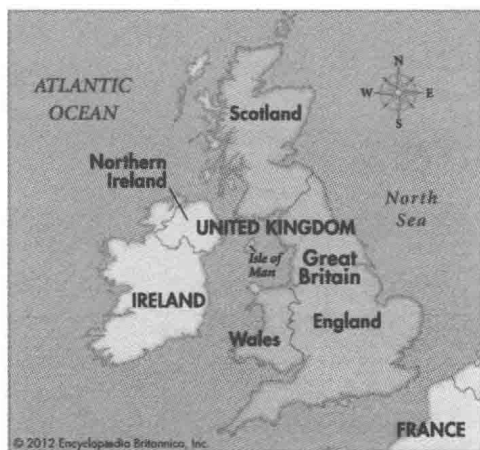 ATLANTIC
OCEAN
N
W E
S
Scotland
Northern
Ireland
North
Sea
UNITED KINGDOM
Isle of
Man
Great
Britain
IRELAND
England
Wales
FRANCE
© 2012 Encyclopædia Britannica, Inc.